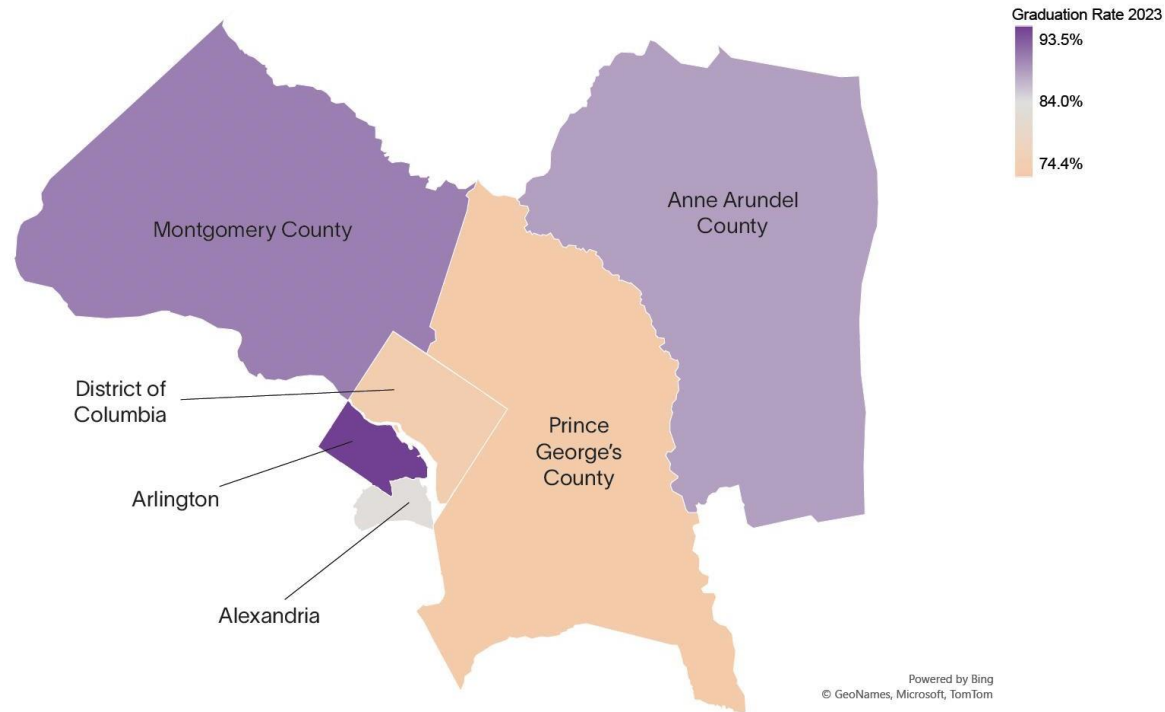 Graduation Rate 2023
93.5%
84.0%
74.4%
Montgomery County
Anne Arundel
County
District of
Columbia
Prince
George's
County
Arlington
Alexandria
Powered by Bing
© GeoNames, Microsoft, TomTom